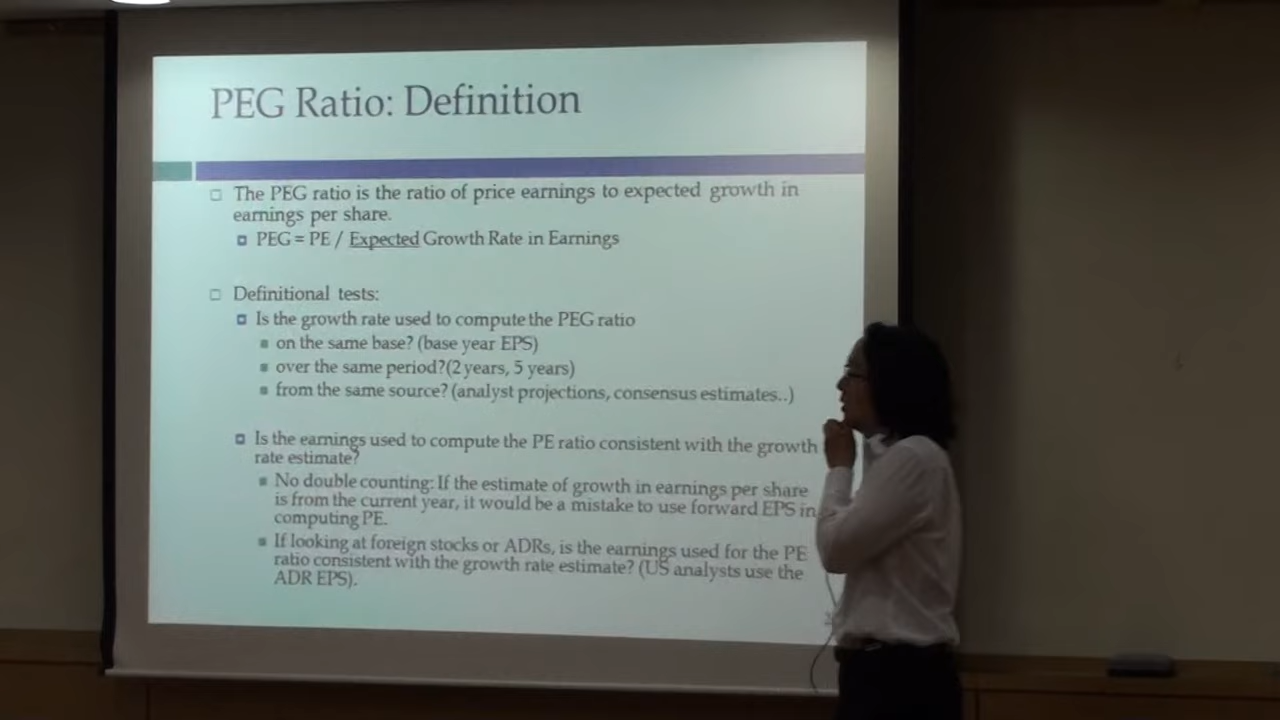 PEG Ratio: Definition
The PEG ratio is the ratio of price earnings to expected growth in
earnings per share.
PEG = PE / Expected Growth Rate in Earnings
Definitional tests:
Is the growth rate used to compute the PEG ratio
on the same base? (base year EPS)
over the same period?(2 years, 5 years)
from the same source? (analyst projections, consensus estimates..)
Is the earnings used to compute the PE ratio consistent with the growth
rate estimate?
No double counting: If the estimate of growth in earnings per share
is from the current year, it would be a mistake to use forward EPS in
computing PE.
If looking at foreign stocks or ADRs, is the earnings used for the PE
ratio consistent with the growth rate estimate? (US analysts use the
ADR EPS).